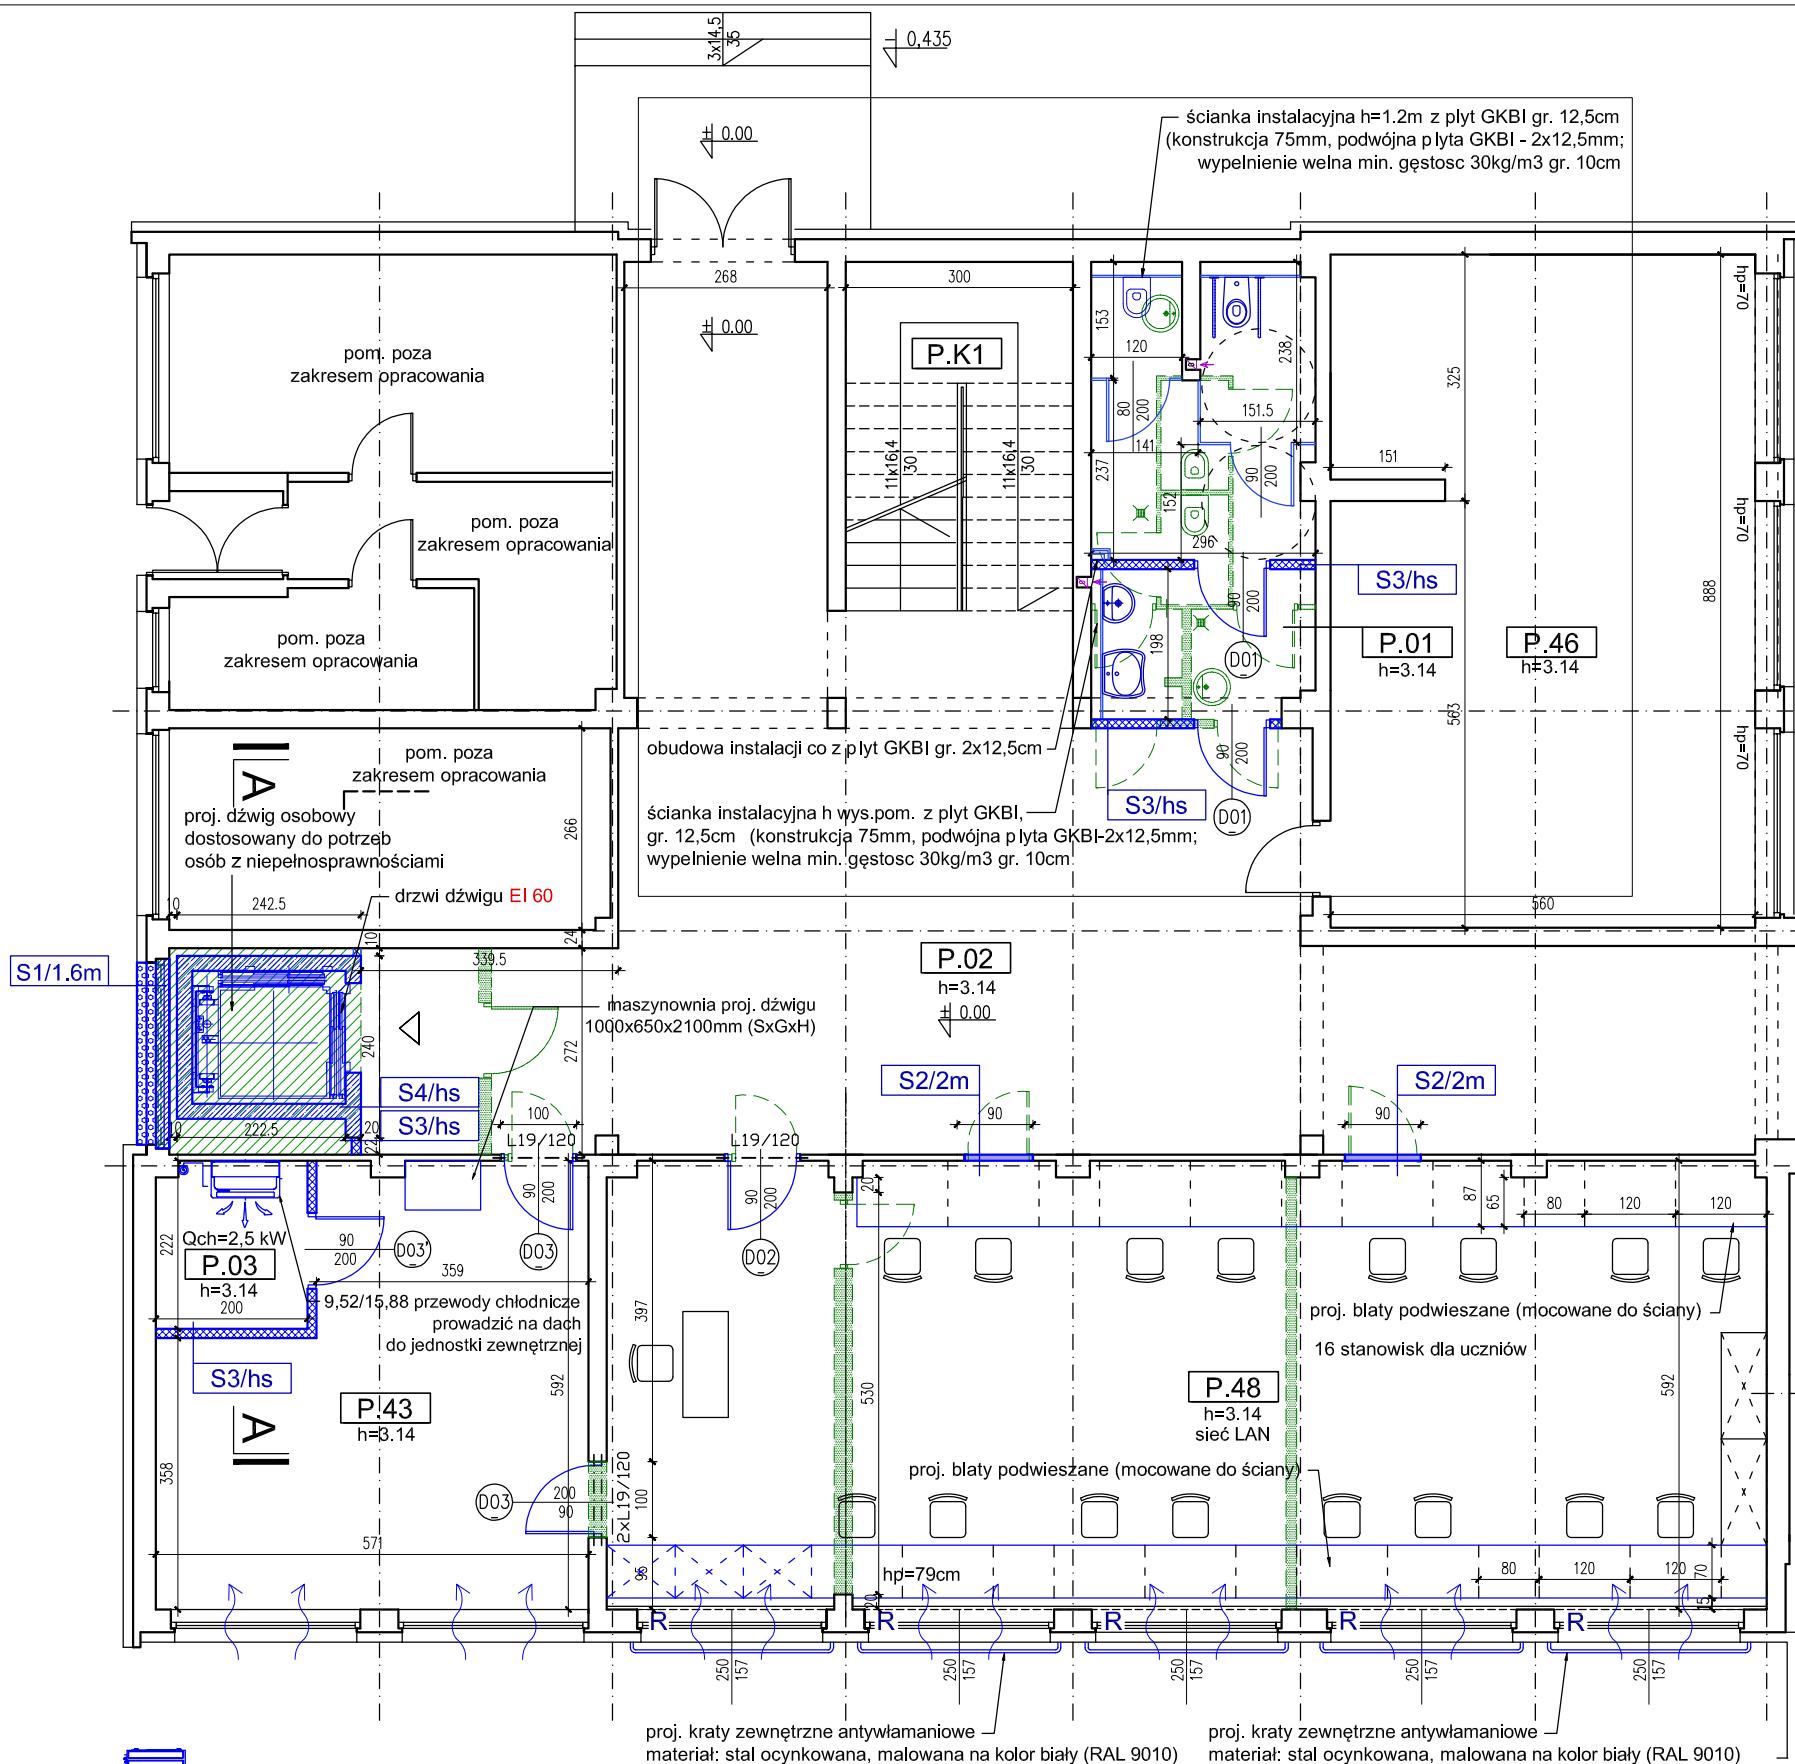 3x14,5
35
0,435
± 0.00
ścianka instalacyjna h=1.2m z plyt GKBI gr. 12,5cm
(konstrukcja 75mm, podwójna plyta GKBI - 2x12,5mm;
wypelnienie welna min. gęstosc 30kg/m3 gr. 10cm
268
300
± 0.00
pom. poza
zakresem opracowania
P.K1
153
120
238
151.5
80
200
141
237
152
90
200
296
11x16,4
30
11x16,4
30
325
151
hp=70
hp=70
hp=70
888
563
560
pom. poza
zakresem opracowania
pom. poza
zakresem opracowania
S3/hs
P.01
h=3.14
P.46
h=3.14
90
200
198
D01
90
200
D01
obudowa instalacji co z plyt GKBI gr. 2x12,5cm
S3/hs
ścianka instalacyjna h wys.pom. z plyt GKBI,
gr. 12,5cm (konstrukcja 75mm, podwójna plyta GKBI-2x12,5mm;
wypelnienie welna min. gęstosc 30kg/m3 gr. 10cm
A
pom. poza
zakresem opracowania
proj. dźwig osobowy
dostosowany do potrzeb
osób z niepełnosprawnościami
266
drzwi dźwigu EI 60
10
242.5
10
24
339.5
S1/1.6m
P.02
h=3.14
± 0.00
maszynownia proj. dźwigu
1000x650x2100mm (SxGxH)
240
272
S4/hs
S3/hs
10
222.5
20
22
100
L19/120
L19/120
S2/2m
90
S2/2m
90
90
200
90
200
D03
D02
20
87
65
80
120
120
Qch=2,5 kW
P.03
h=3.14
222
200
90
200
D03'
359
9,52/15,88 przewody chłodnicze
prowadzić na dach
do jednostki zewnętrznej
S3/hs
397
proj. blaty podwieszane (mocowane do ściany)
16 stanowisk dla uczniów
P.43
h=3.14
A
592
530
P.48
h=3.14
sieć LAN
592
358
proj. blaty podwieszane (mocowane do ściany)
D03
200
90
2xL19/120
100
95
571
hp=79cm
20
80
120
120
70
15
R
R
R
R
R
250
157
250
157
250
157
250
157
250
157
proj. kraty zewnętrzne antywłamaniowe
materiał: stal ocynkowana, malowana na kolor biały (RAL 9010)
proj. kraty zewnętrzne antywłamaniowe
materiał: stal ocynkowana, malowana na kolor biały (RAL 9010)